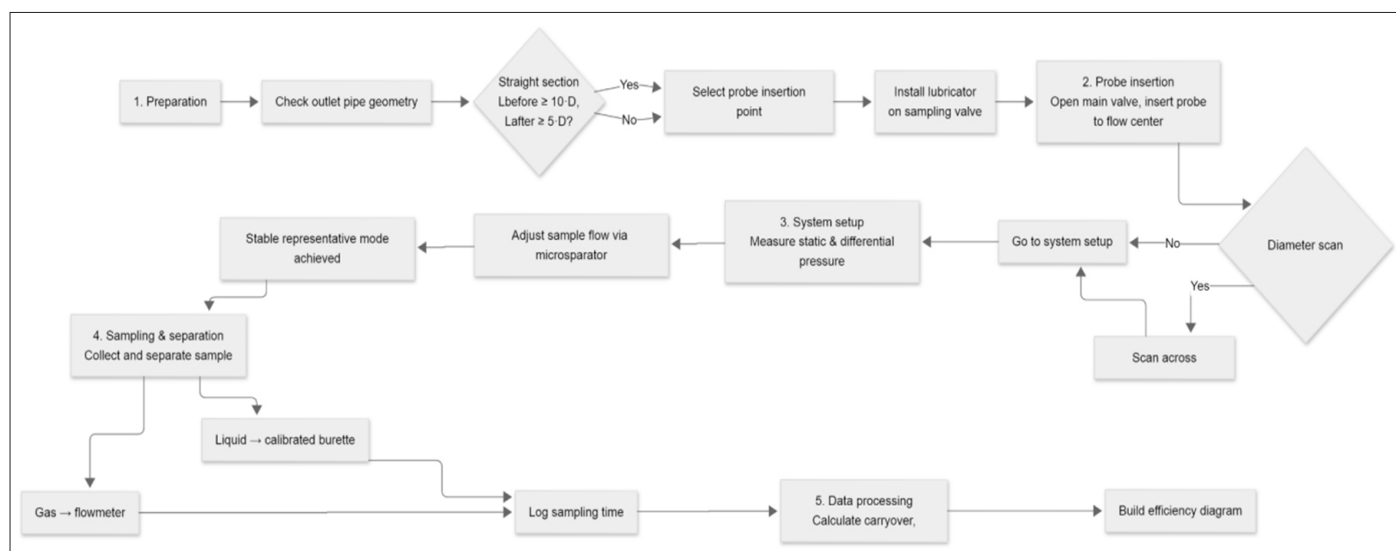 1. Preparation
Check outlet pipe geometry
Straight section
Lbefore ≥ 10·D,
Lafter ≥ 5·D?
Yes
No
Select probe insertion
point
Install lubricator
on sampling valve
2. Probe insertion
Open main valve, insert probe
to flow center
Diameter scan
No
Yes
Scan across
Go to system setup
3. System setup
Measure static & differential
pressure
Adjust sample flow via
microsparator
Stable representative mode
achieved
4. Sampling & separation
Collect and separate sample
Liquid → calibrated burette
Gas → flowmeter
Log sampling time
5. Data processing
Calculate carryover,
Build efficiency diagram